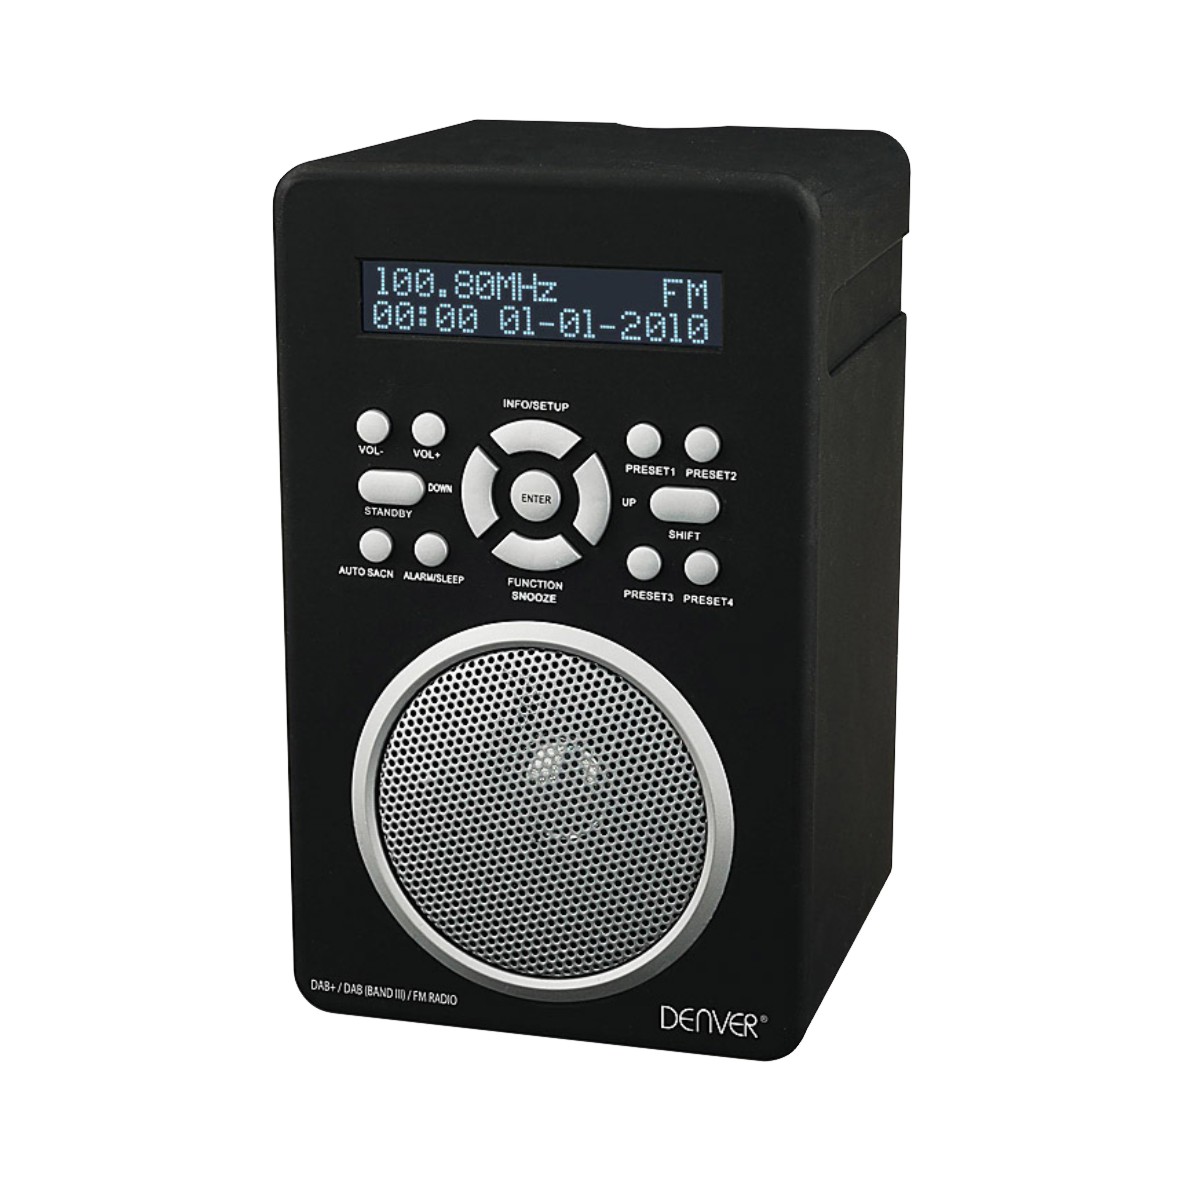 100.80MHz FM
00:00 01-01-2010
INFO/SETUP
VOL- VOL+
PRESET1 PRESET2
DOWN ENTER UP
STANDBY
SHIFT
AUTO SACN ALARM/SLEEP
FUNCTION
SNOOZE
PRESET3 PRESET4
DAB+ / DAB (BAND III) / FM RADIO
DENVER®